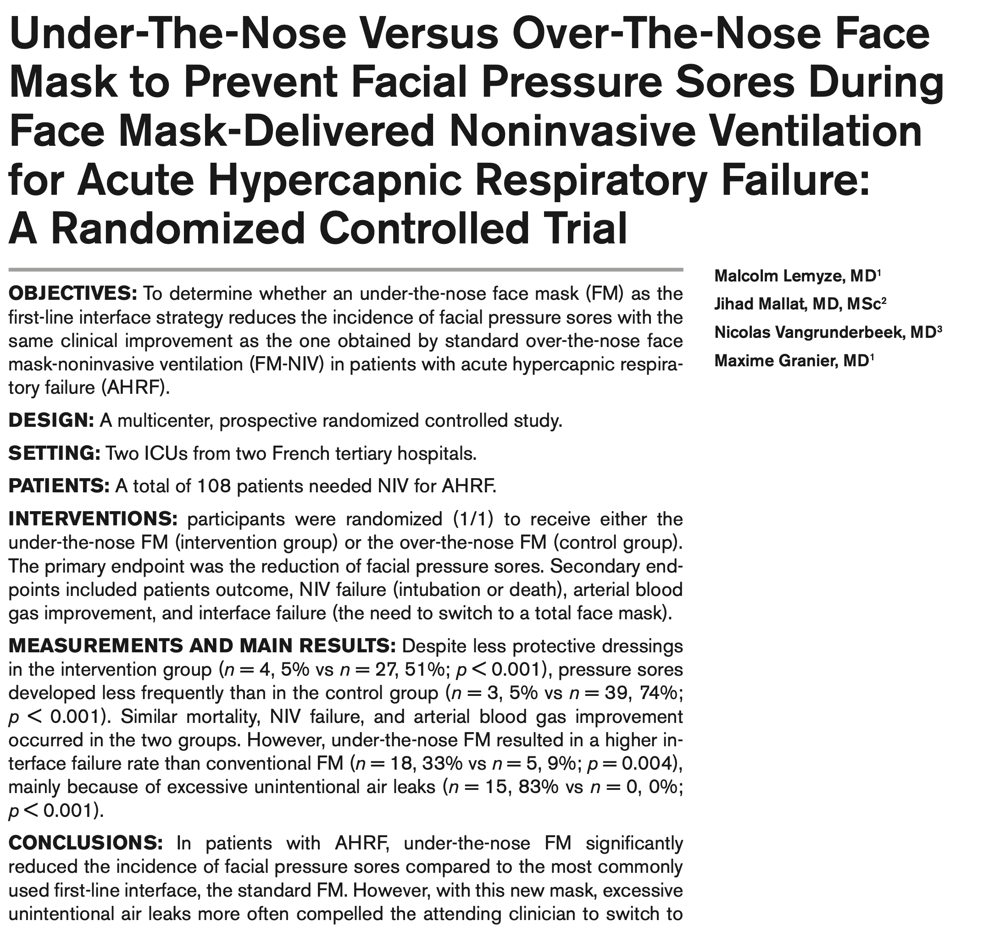 Under-The-Nose Versus Over-The-Nose Face
Mask to Prevent Facial Pressure Sores During
Face Mask-Delivered Noninvasive Ventilation
for Acute Hypercapnic Respiratory Failure:
A Randomized Controlled Trial
OBJECTIVES: To determine whether an under-the-nose face mask (FM) as the
first-line interface strategy reduces the incidence of facial pressure sores with the
same clinical improvement as the one obtained by standard over-the-nose face
mask-noninvasive ventilation (FM-NIV) in patients with acute hypercapnic respira-
tory failure (AHRF).
DESIGN: A multicenter, prospective randomized controlled study.
SETTING: Two ICUs from two French tertiary hospitals.
PATIENTS: A total of 108 patients needed NIV for AHRF.
INTERVENTIONS: participants were randomized (1/1) to receive either the
under-the-nose FM (intervention group) or the over-the-nose FM (control group).
The primary endpoint was the reduction of facial pressure sores. Secondary end-
points included patients outcome, NIV failure (intubation or death), arterial blood
gas improvement, and interface failure (the need to switch to a total face mask).
MEASUREMENTS AND MAIN RESULTS: Despite less protective dressings
in the intervention group (n = 4, 5% vs n = 27, 51%; p < 0.001), pressure sores
developed less frequently than in the control group (n = 3, 5% vs n = 39, 74%;
p < 0.001). Similar mortality, NIV failure, and arterial blood gas improvement
occurred in the two groups. However, under-the-nose FM resulted in a higher in-
terface failure rate than conventional FM (n = 18, 33% vs n = 5, 9%; p = 0.004),
mainly because of excessive unintentional air leaks (n = 15, 83% vs n = 0, 0%;
p < 0.001).
CONCLUSIONS: In patients with AHRF, under-the-nose FM significantly
reduced the incidence of facial pressure sores compared to the most commonly
used first-line interface, the standard FM. However, with this new mask, excessive
unintentional air leaks more often compelled the attending clinician to switch to
Malcolm Lemyze, MD¹
Jihad Mallat, MD, MSc²
Nicolas Vangrunderbeek, MD³
Maxime Granier, MD¹